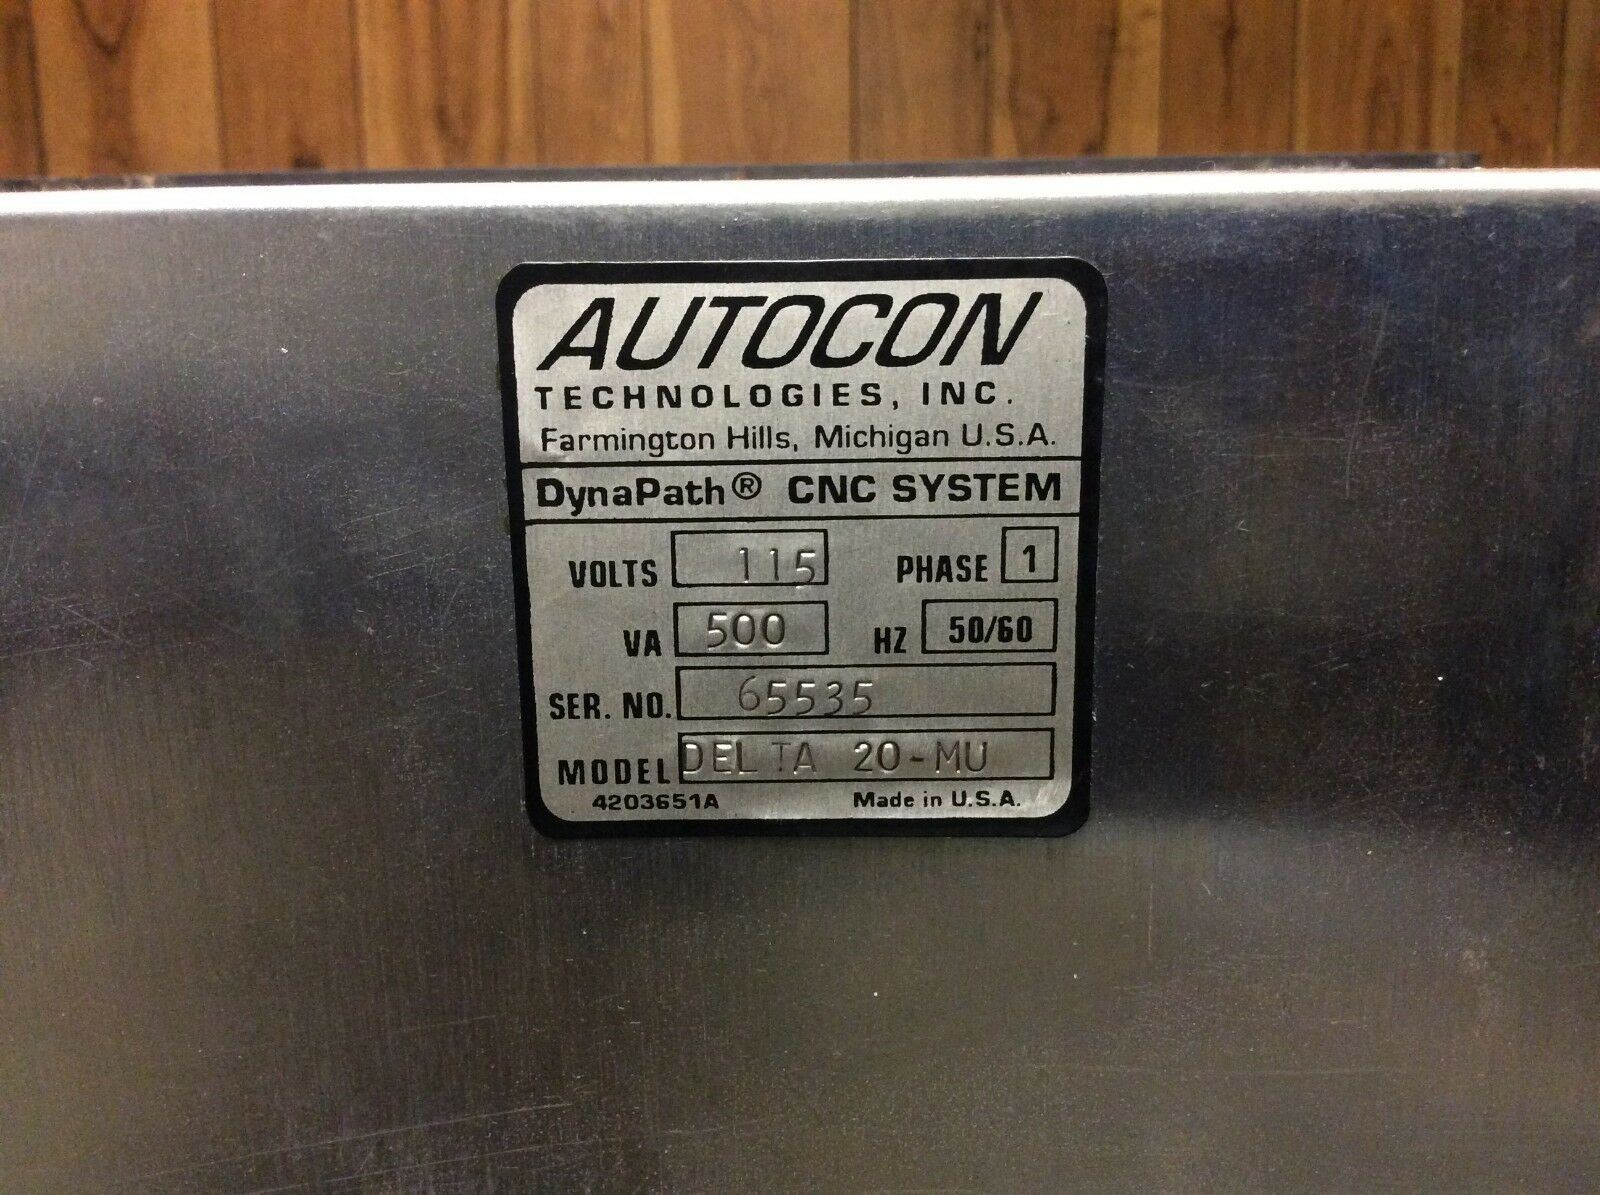 AUTOCON
TECHNOLOGIES, INC.
Farmington Hills, Michigan U.S.A.
DynaPath® CNC SYSTEM
VOLTS 115 PHASE 1
VA 500 HZ 50/60
SER. NO. 65535
MODEL DELTA 20-MU
4203651A Made in U.S.A.